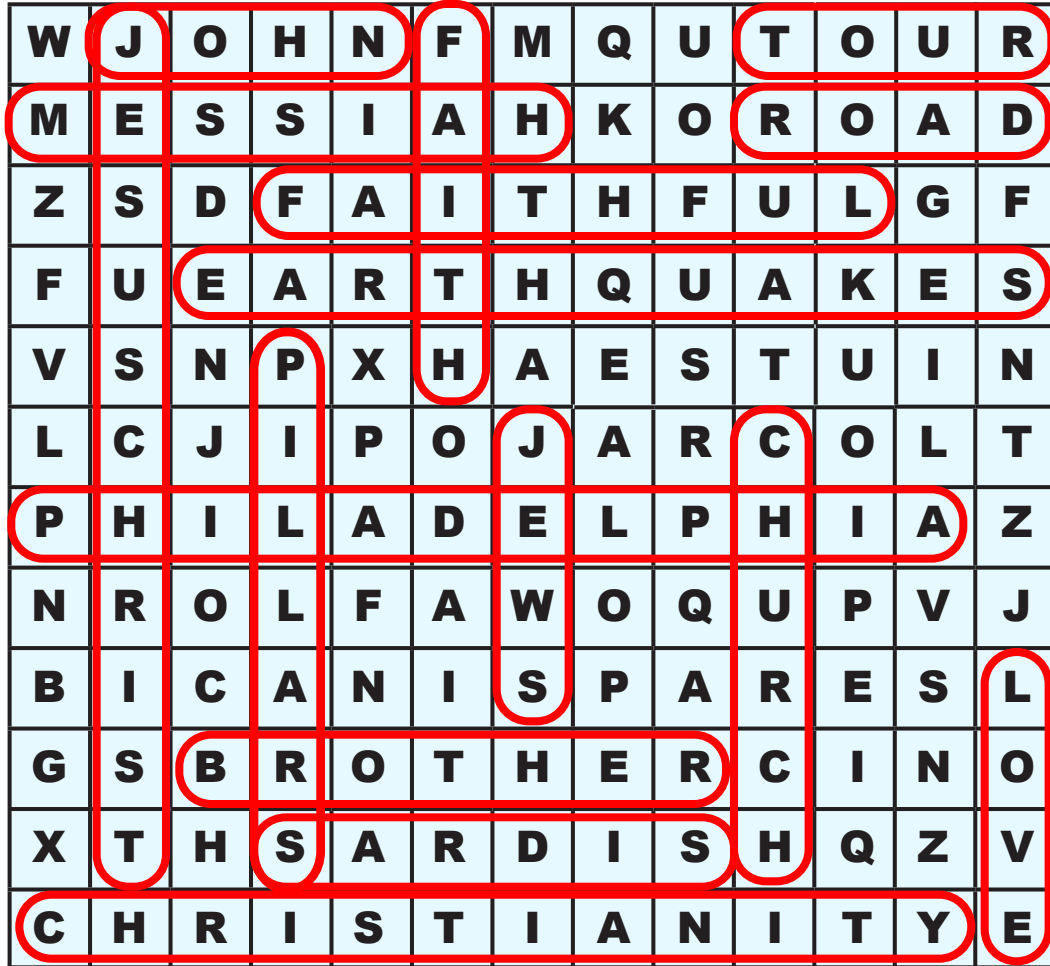 W J O H N F M Q U T O U R
M E S S I A H K O R O A D
Z S D F A I T H F U L G F
F U E A R T H Q U A K E S
V S N P X H A E S T U I N
L C J I P O J A R C O L T
P H I L A D E L P H I A Z
N R O L F A W O Q U P V J
B I C A N I S P A R E S L
G S B R O T H E R C I N O
X T H S A R D I S H Q Z V
C H R I S T I A N I T Y E